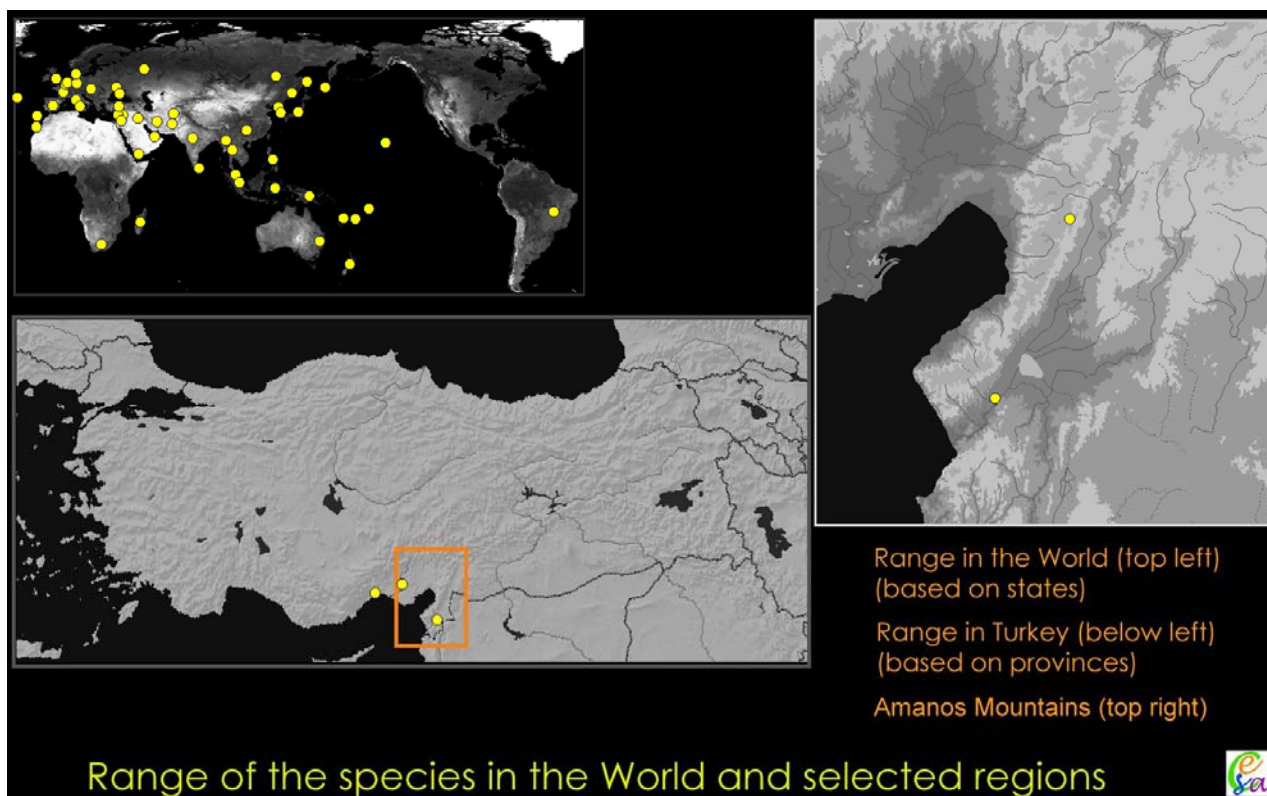 Range in the World (top left)
(based on states)
Range in Turkey (below left)
(based on provinces)
Amanos Mountains (top right)
Range of the species in the World and selected regions
esa